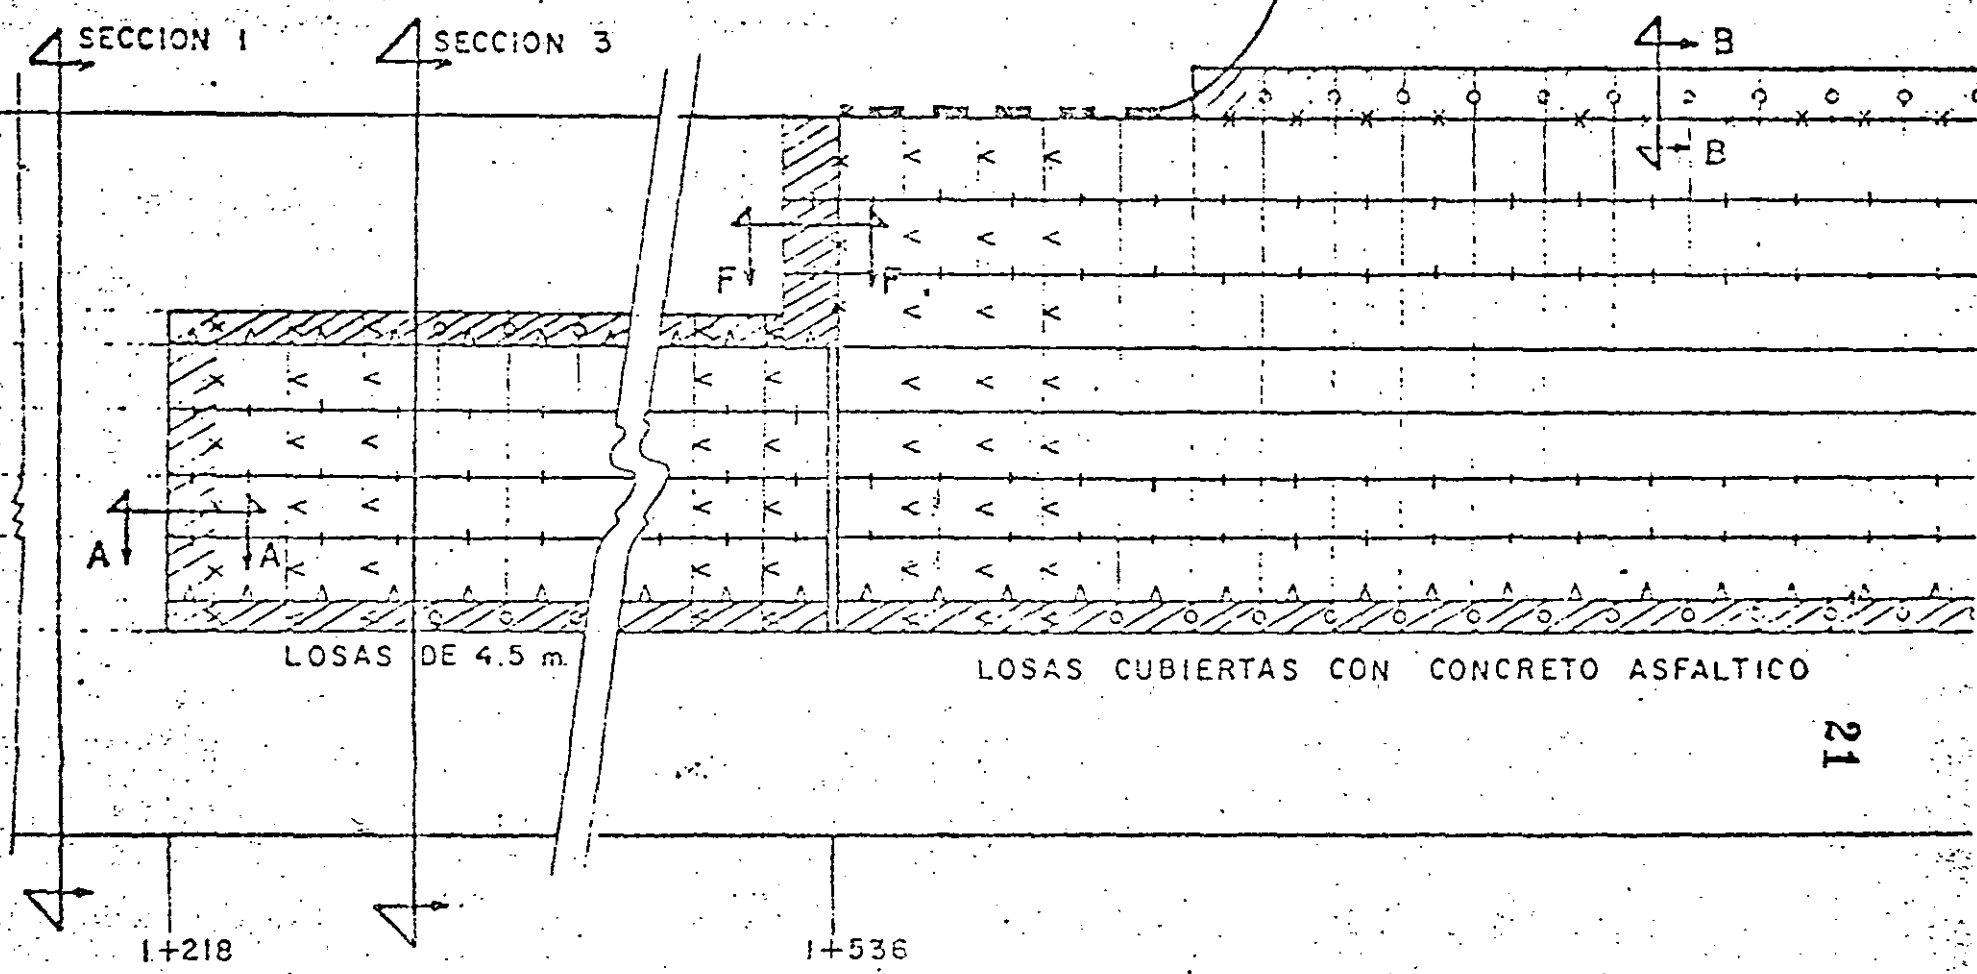 SECCION 1
SECCION 3
B
B
F
F
A
A
LOSAS DE 4.5 m.
LOSAS CUBIERTAS CON CONCRETO ASFALTICO
21
1+218
1+536